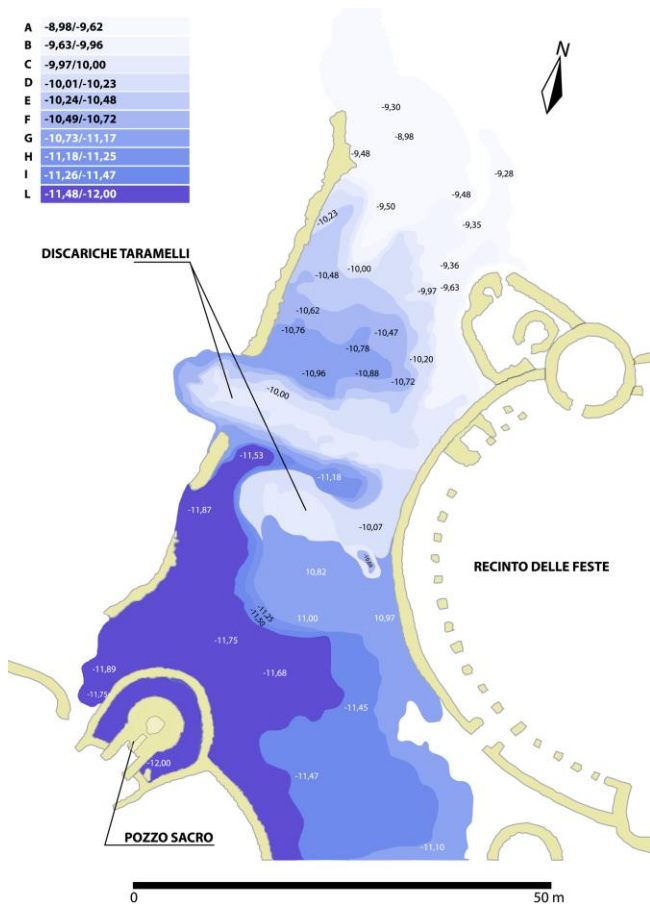 A -8,98/-9,62
B -9,63/-9,96
C -9,97/10,00
D -10,01/-10,23
E -10,24/-10,48
F -10,49/-10,72
G -10,73/-11,17
H -11,18/-11,25
I -11,26/-11,47
L -11,48/-12,00
N
-9,30
-8,98
-9,48
-9,28
-9,48
-9,50
-10,23
-9,35
-9,36
-10,00
-10,48
-9,97
-9,63
DISCARICHE TARAMELLI
-10,62
-10,76
-10,47
-10,78
-10,20
-10,96
-10,88
-10,72
-10,00
-11,53
-11,18
-11,87
-10,07
10,82
RECINTO DELLE FESTE
-11,25
-11,50
11,00
10,97
-11,75
-11,68
-11,89
-11,75
-11,45
-12,00
-11,47
POZZO SACRO
-11,10
0
50 m